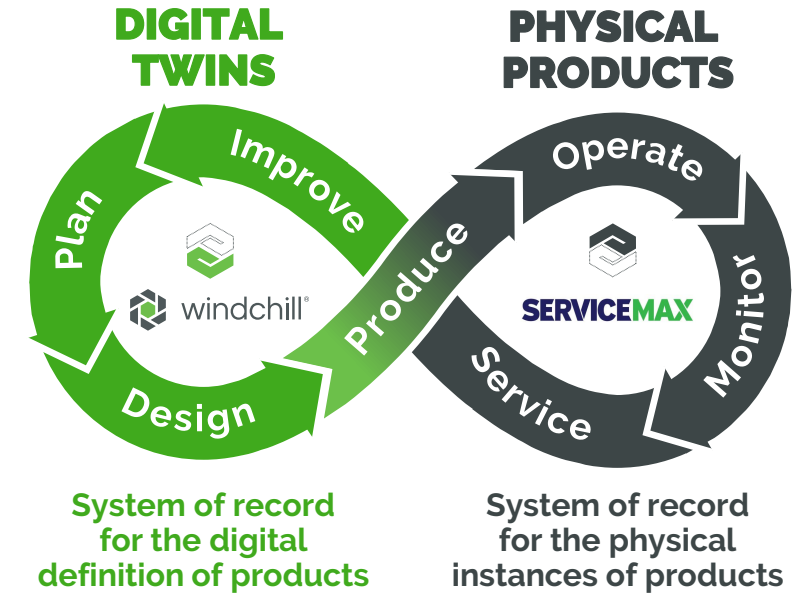 DIGITAL
TWINS
PHYSICAL
PRODUCTS
Improve
Plan
Design
Produce
Operate
Monitor
Service
windchill®
SERVICEMAX
System of record
for the digital
definition of products
System of record
for the physical
instances of products